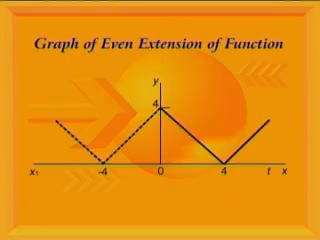 Graph of Even Extension of Function
y
4
x₁ -4 0 4 t x